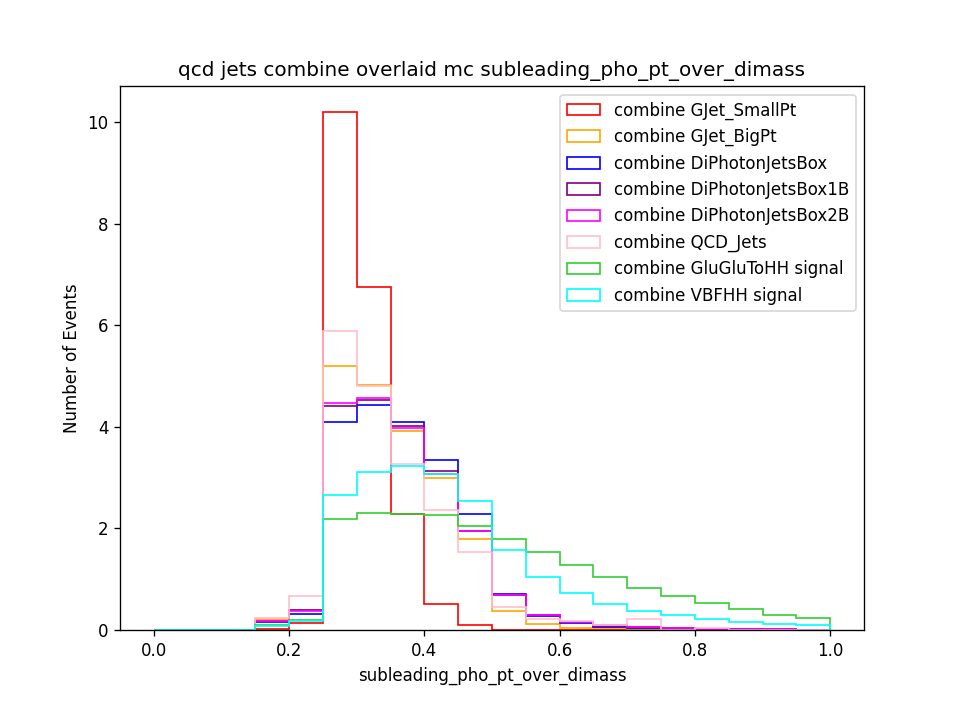 qcd jets combine overlaid mc subleading_pho_pt_over_dimass
combine GJet_SmallPt
combine GJet_BigPt
combine DiPhotonJetsBox
combine DiPhotonJetsBox1B
combine DiPhotonJetsBox2B
combine QCD_Jets
combine GluGluToHH signal
combine VBFHH signal
Number of Events
10
8
6
4
2
0
0.0 0.2 0.4 0.6 0.8 1.0
subleading_pho_pt_over_dimass